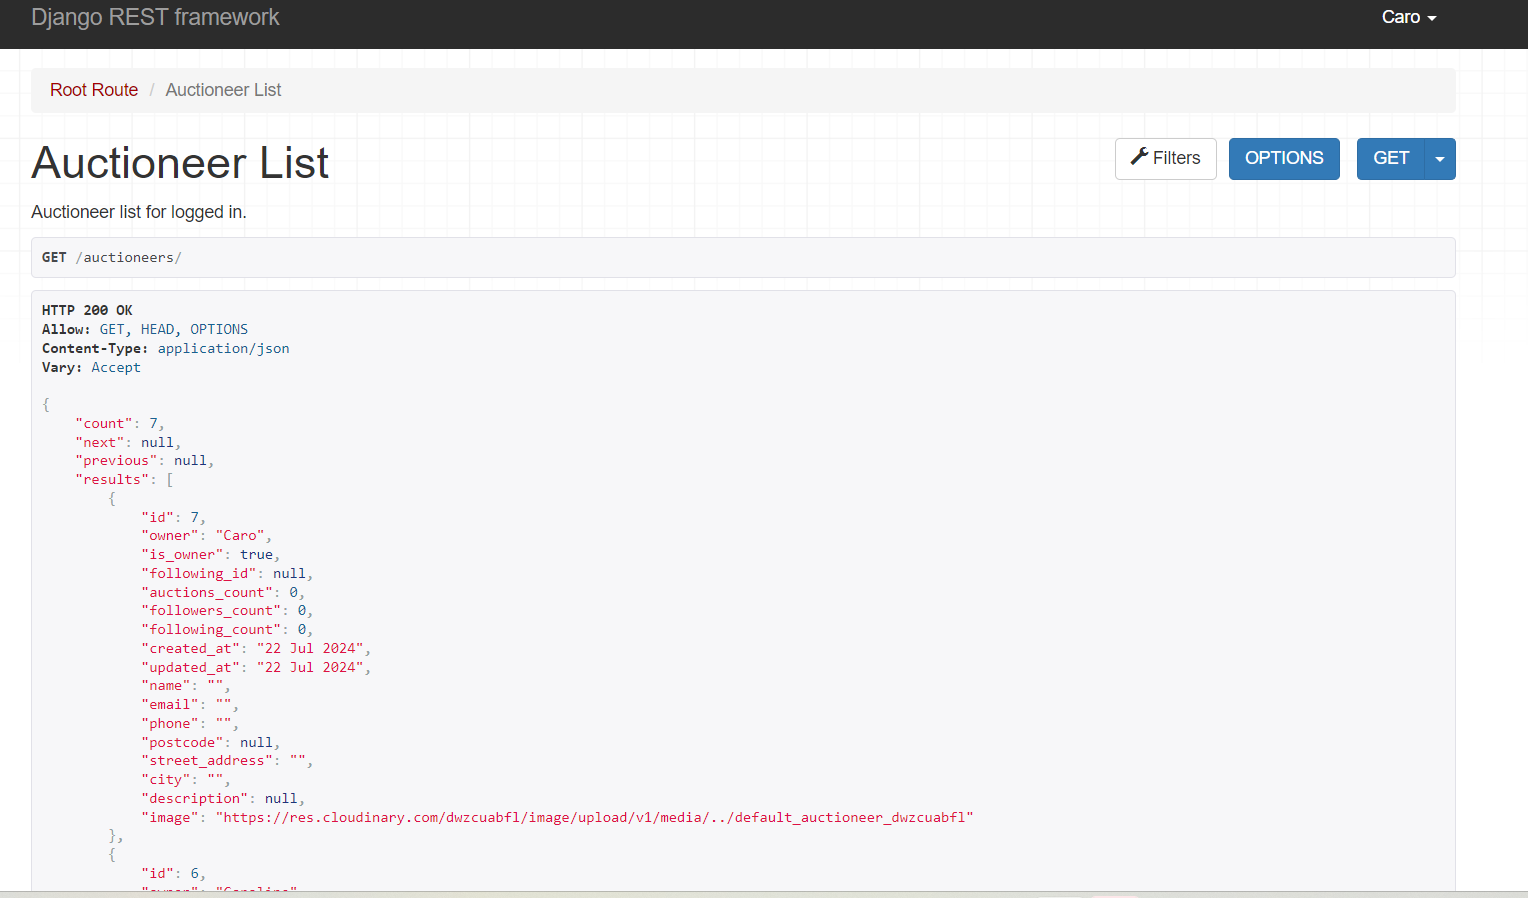 Django REST framework
Caro
Root Route / Auctioneer List
Auctioneer List
Filters
OPTIONS
GET
Auctioneer list for logged in.
GET /auctioneers/
HTTP 200 OK
Allow: GET, HEAD, OPTIONS
Content-Type: application/json
Vary: Accept
{
"count": 7,
"next": null,
"previous": null,
"results": [
{
"id": 7,
"owner": "Caro",
"is_owner": true,
"following_id": null,
"auctions_count": 0,
"followers_count": 0,
"following_count": 0,
"created_at": "22 Jul 2024",
"updated_at": "22 Jul 2024",
"name": "",
"email": "",
"phone": "",
"postcode": null,
"street_address": "",
"city": "",
"description": null,
"image": "https://res.cloudinary.com/dwzcuabfl/image/upload/v1/media/../default_auctioneer_dwzcuabfl"
},
{
"id": 6,